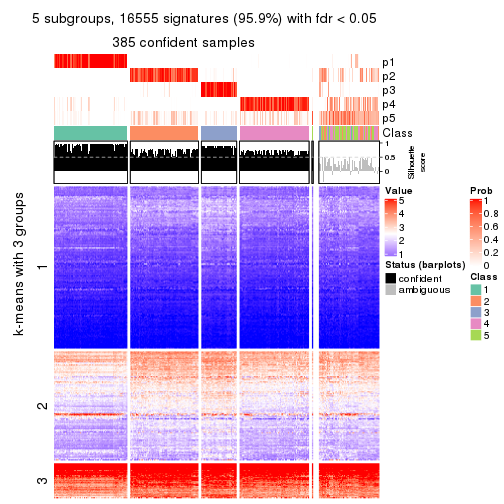 5 subgroups, 16555 signatures (95.9%) with fdr < 0.05
385 confident samples
p1
p2
p3
p4
p5
Class
1
0.5
0
Silhouette
score
k-means with 3 groups
1
2
3
Value
5
4
3
2
1
Status (barplots)
confident
ambiguous
Prob
1
0.8
0.6
0.4
0.2
0
Class
1
2
3
4
5